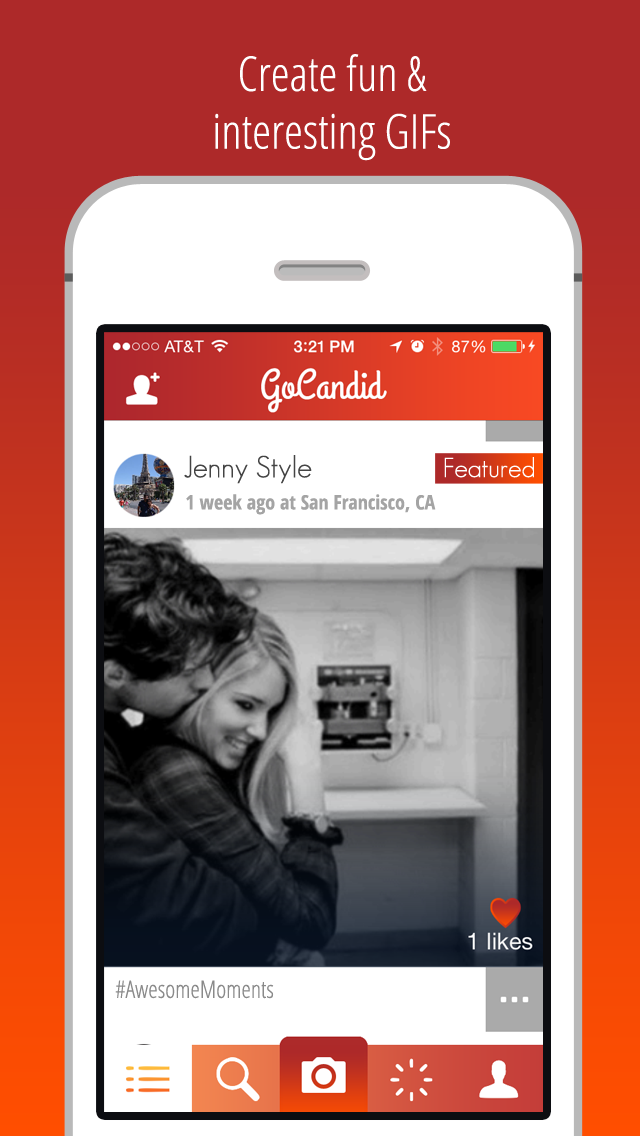 Create fun &
interesting GIFs
AT&T 3:21 PM 87%
GoCandid
Jenny Style
Featured
1 week ago at San Francisco, CA
1 likes
#AwesomeMoments